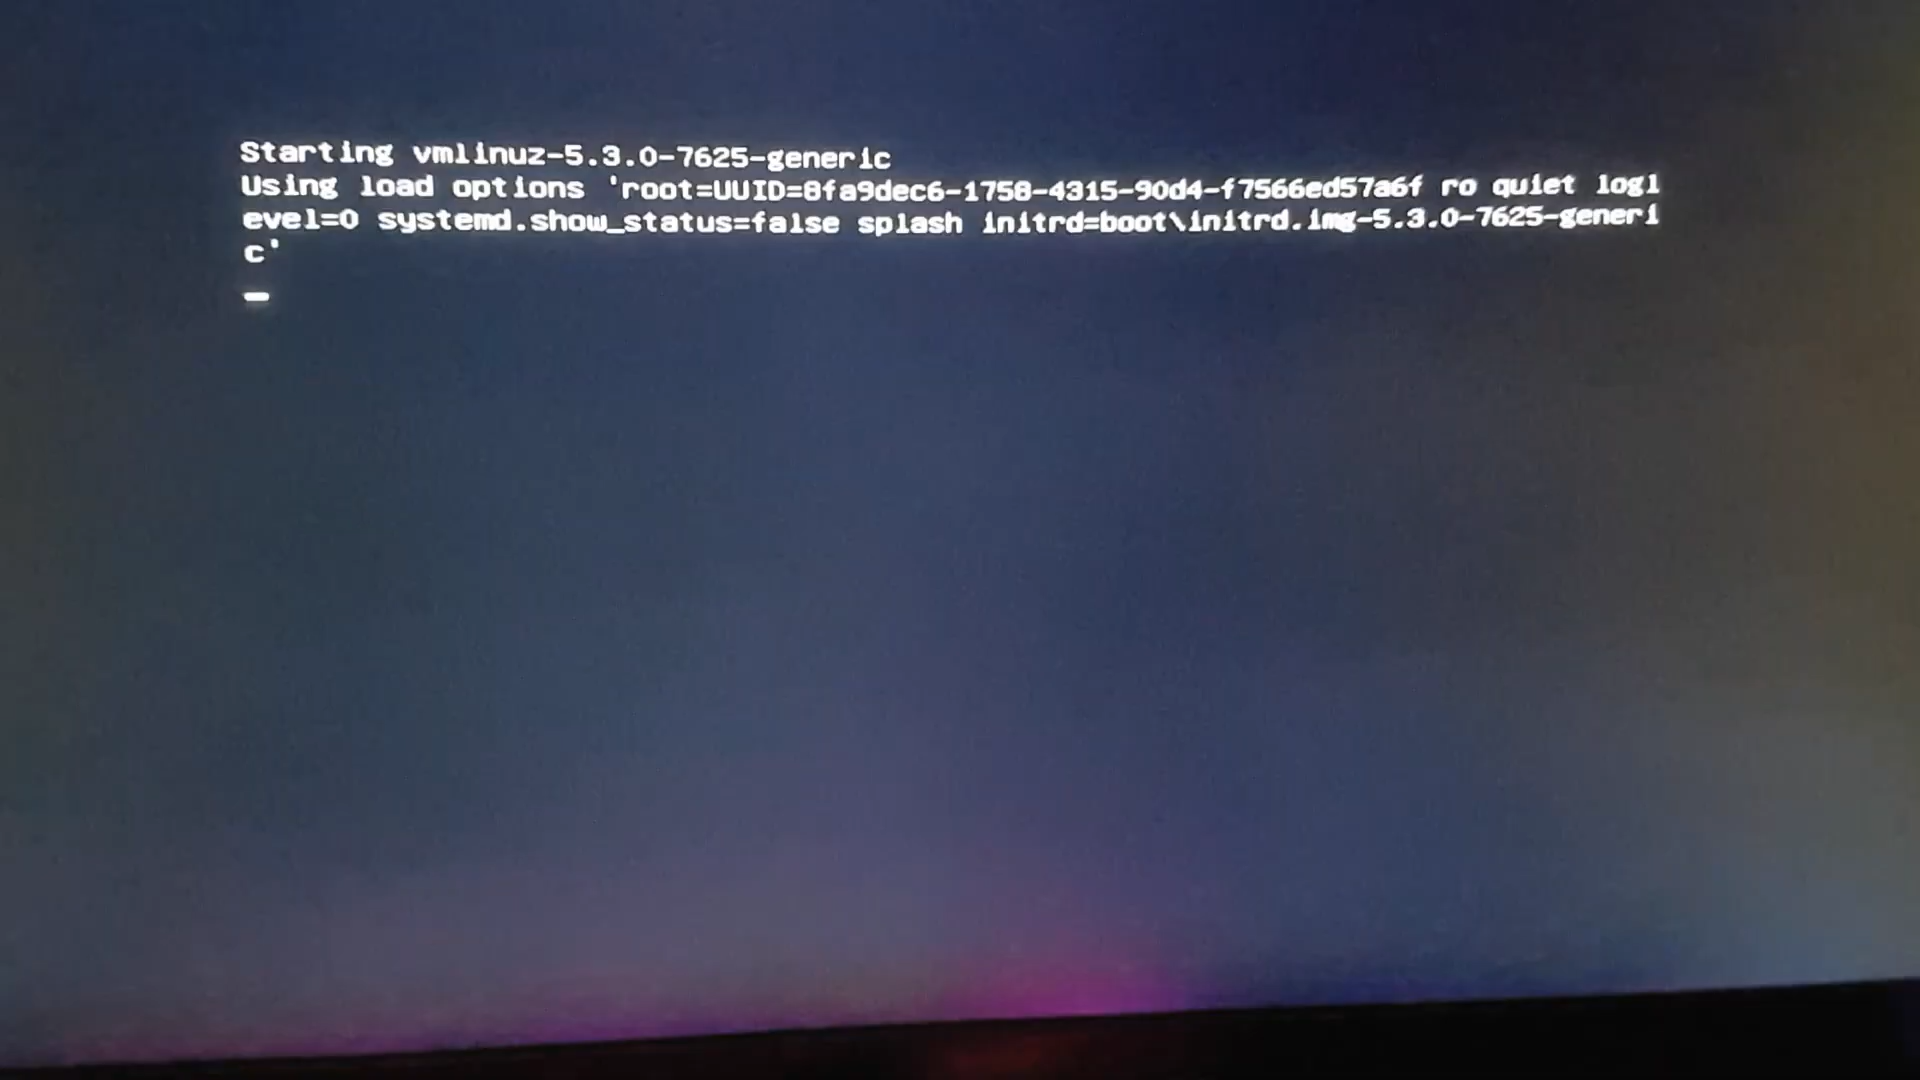 Starting vmlinuz-5.3.0-7625-generic
Using load options 'root=UUID=8fa9dec6-1758-4315-90d4-f7566ed57a6f ro quiet logl
evel=0 systemd.show_status=false splash initrd=boot\initrd.img-5.3.0-7625-generi
c'